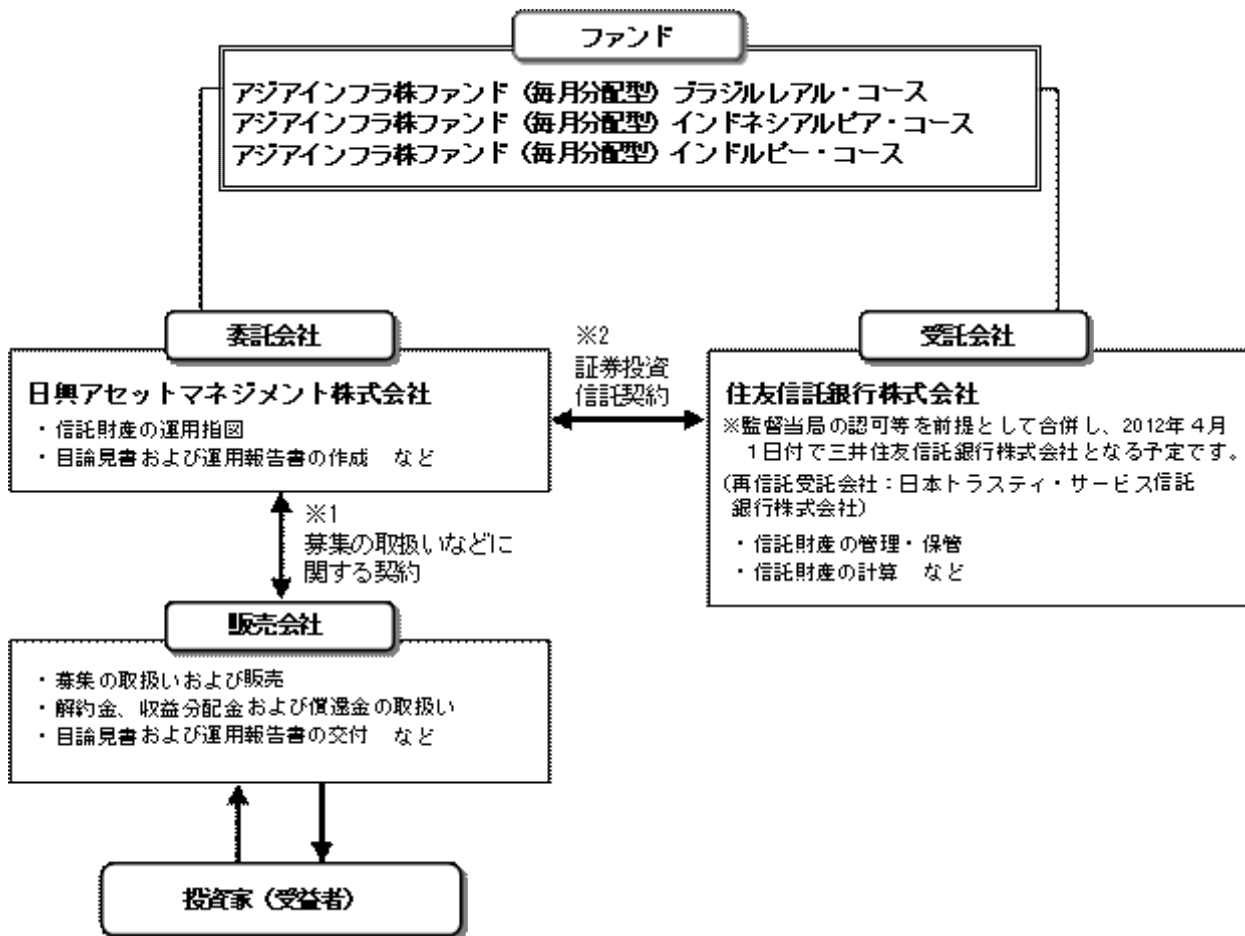 ファンド
アジアインフラ株ファンド（毎月分配型）ブラジルレアル・コース
アジアインフラ株ファンド（毎月分配型）インドネシアルピア・コース
アジアインフラ株ファンド（毎月分配型）インドルピー・コース
委託会社
日興アセットマネジメント株式会社
・信託財産の運用指図
・目論見書および運用報告書の作成　など
※2
証券投資
信託契約
受託会社
住友信託銀行株式会社
※監督当局の認可等を前提として合併し、2012年４月
１日付で三井住友信託銀行株式会社となる予定です。
（再信託受託会社：日本トラスティ・サービス信託
銀行株式会社）
・信託財産の管理・保管
・信託財産の計算　など
※1
募集の取扱いなどに
関する契約
販売会社
・募集の取扱いおよび販売
・解約金、収益分配金および償還金の取扱い
・目論見書および運用報告書の交付　など
投資家（受益者）